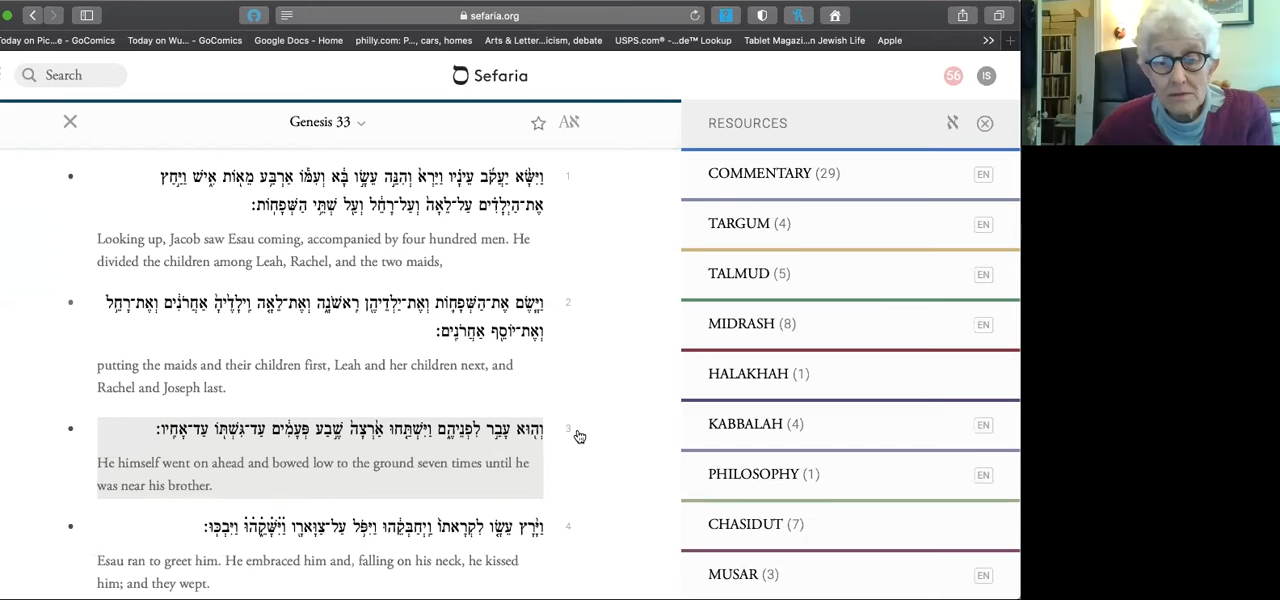 sefaria.org
oday on Pic...e - GoComics Today on Wu... - GoComics Google Docs - Home philly.com: P..., cars, homes Arts & Letter...icism, debate USPS.com® -...de™ Lookup Tablet Magazi...n Jewish Life Apple
Search
Sefaria
56
IS
Genesis 33
Aא
וַיִּשָּׂ֨א יַעֲקֹ֜ב עֵינָ֗יו וַיַּרְא֙ וְהִנֵּ֣ה עֵשָׂ֣ו בָּ֔א וְעִמּ֕וֹ אַרְבַּ֥ע מֵא֖וֹת אִ֑ישׁ וַיַּ֣חַץ
1
אֶת־הַיְלָדִ֗ים עַל־לֵאָה֙ וְעַל־רָחֵ֔ל וְעַ֖ל שְׁתֵּ֥י הַשְּׁפָחֽוֹת׃
Looking up, Jacob saw Esau coming, accompanied by four hundred men. He
divided the children among Leah, Rachel, and the two maids,
וַיָּ֧שֶׂם אֶת־הַשְּׁפָח֛וֹת וְאֶת־יַלְדֵיהֶ֖ן רִֽאשֹׁנָ֑ה וְאֶת־לֵאָ֤ה וִֽילָדֶ֙יהָ֙ אַחֲרֹנִ֔ים וְאֶת־רָחֵ֥ל
2
וְאֶת־יוֹסֵ֖ף אַחֲרֹנִֽים׃
putting the maids and their children first, Leah and her children next, and
Rachel and Joseph last.
וְה֖וּא עָבַ֣ר לִפְנֵיהֶ֑ם וַיִּשְׁתַּ֤חוּ אַ֙רְצָה֙ שֶׁ֣בַע פְּעָמִ֔ים עַד־גִּשְׁתּ֖וֹ עַד־אָחִֽיו׃
3
He himself went on ahead and bowed low to the ground seven times until he
was near his brother.
וַיָּ֨רׇץ עֵשָׂ֤ו לִקְרָאתוֹ֙ וַֽיְחַבְּקֵ֔הוּ וַיִּפֹּ֥ל עַל־צַוָּארָ֖ו וַׄיִּׄשָּׁׄקֵ֑ׄהׄוּׄ וַיִּבְכּֽוּ׃
4
Esau ran to greet him. He embraced him and, falling on his neck, he kissed
him; and they wept.
RESOURCES
א
COMMENTARY (29) EN
TARGUM (4) EN
TALMUD (5) EN
MIDRASH (8) EN
HALAKHAH (1)
KABBALAH (4) EN
PHILOSOPHY (1) EN
CHASIDUT (7)
MUSAR (3) EN